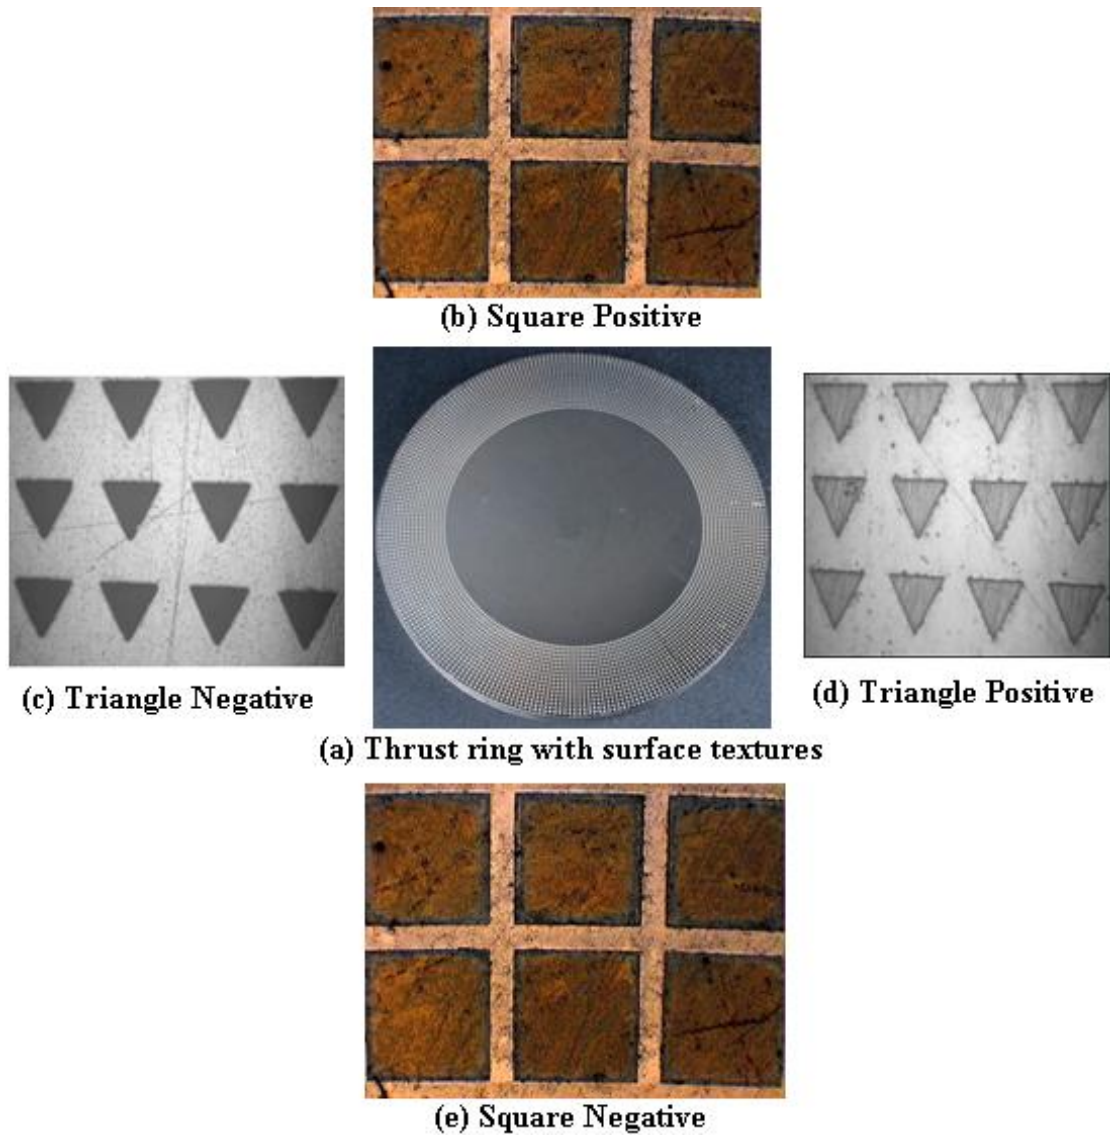 (b) Square Positive
(c) Triangle Negative
(d) Triangle Positive
(a) Thrust ring with surface textures
(e) Square Negative